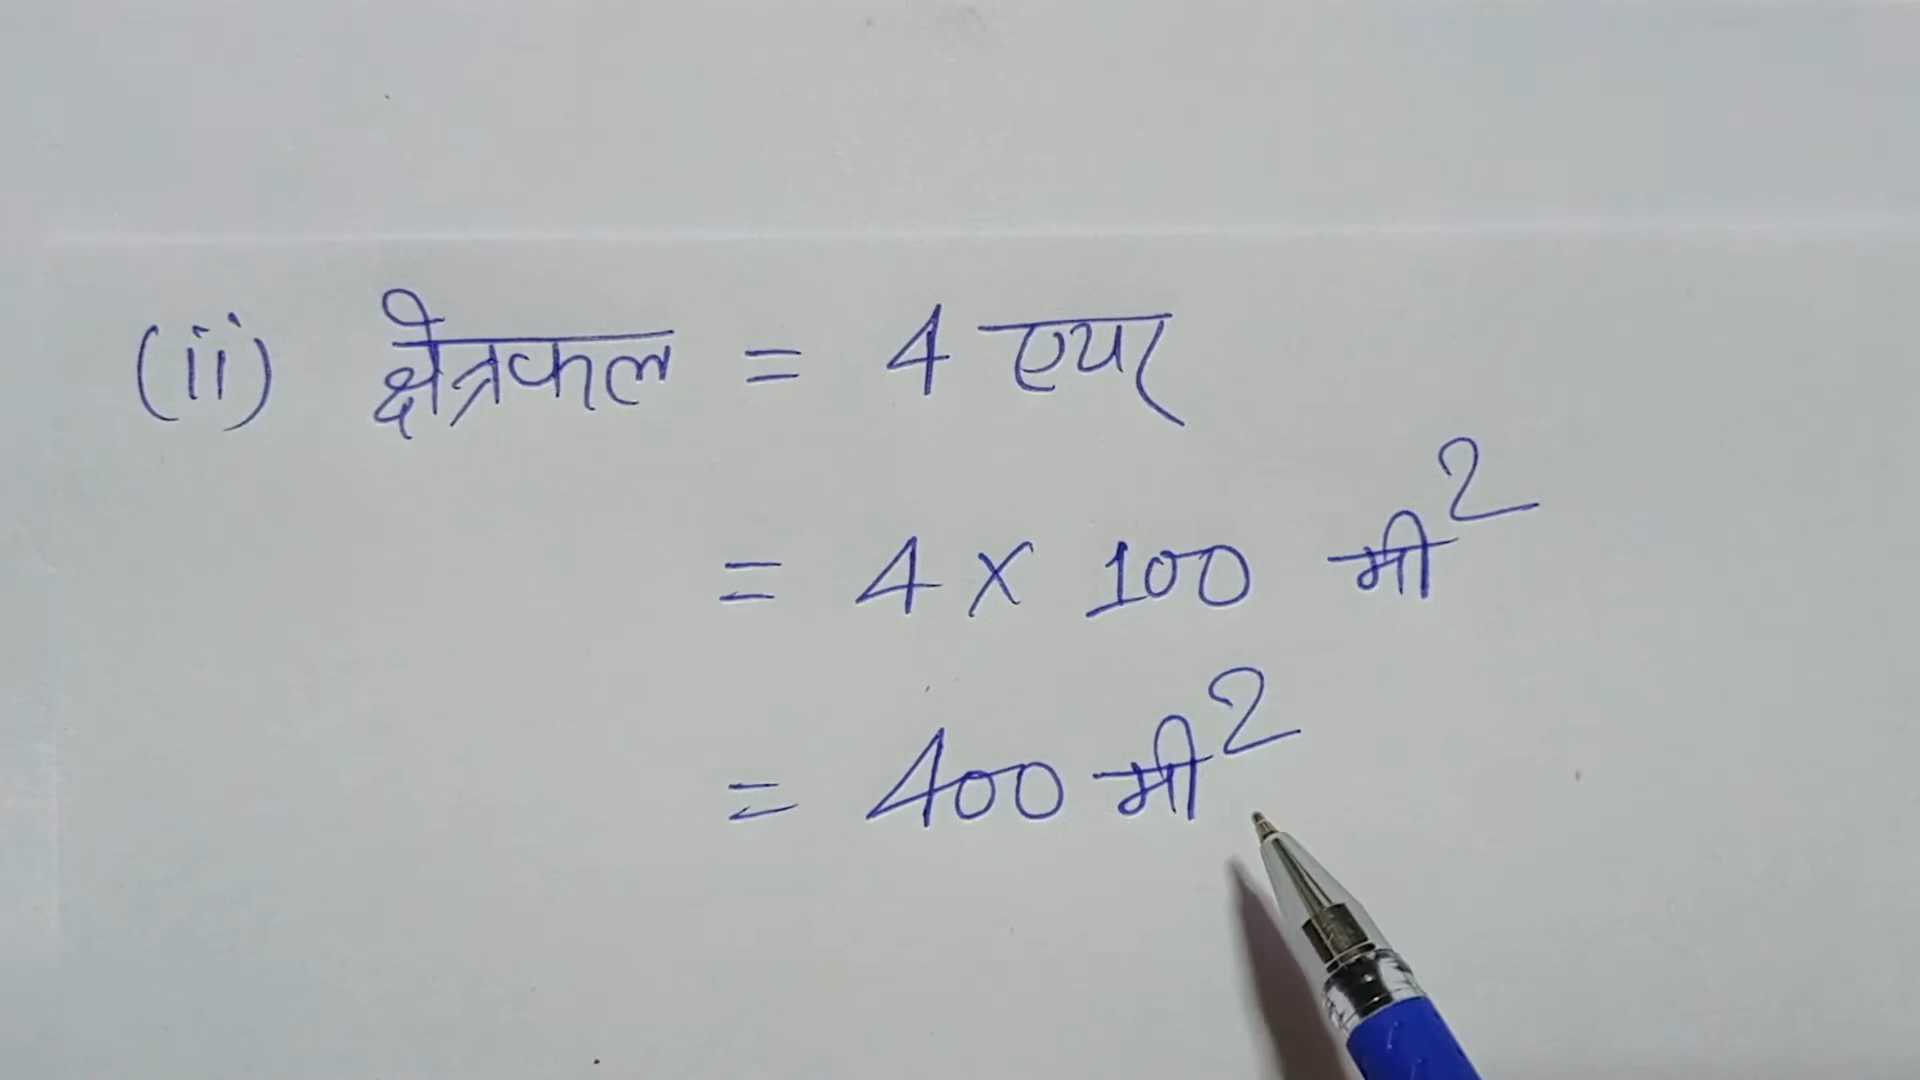 (ii) क्षेत्रफल = 4 एयर
= 4 × 100 मी²
= 400 मी²